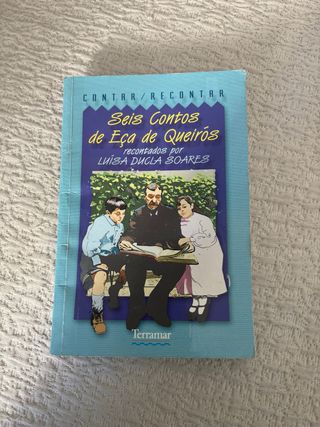 CONTAR / RECONTAR
Seis Contos
de Eça de Queirós
recontados por
LUÍSA DUCLA SOARES
Terramar